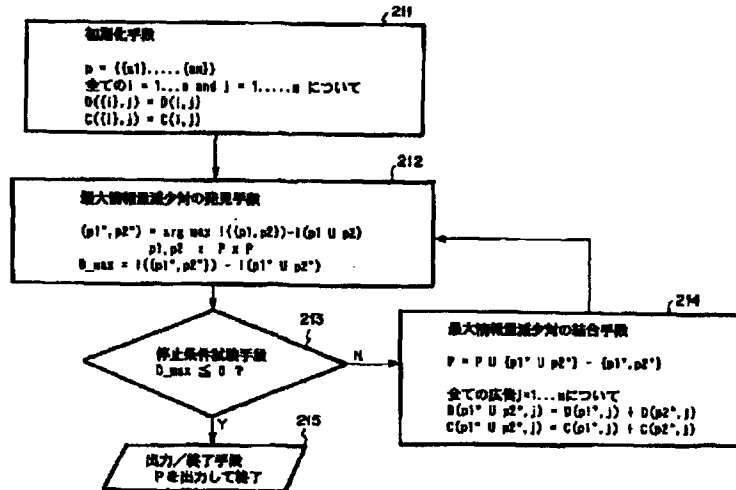 211
初期化手段
P = {{a1},....{am}}
全てのi = 1...n and j = 1.....m について
D({i},j) = D(i,j)
C({i},j) = C(i,j)
212
最大情報量減少対の発見手段
(p1*,p2*) = arg max I({p1,p2})-I(p1 U p2)
p1,p2 : P x P
D_max = I({p1*,p2*}) - I(p1* U p2*)
213
停止条件試験手段
D_max ≦ 0 ?
N
Y
214
最大情報量減少対の結合手段
P = P U {p1* U p2*} - {p1*,p2*}
全ての広告j=1...mについて
D(p1* U p2*,j) = D(p1*,j) + D(p2*,j)
C(p1* U p2*,j) = C(p1*,j) + C(p2*,j)
215
出力／終了手段
Pを出力して終了